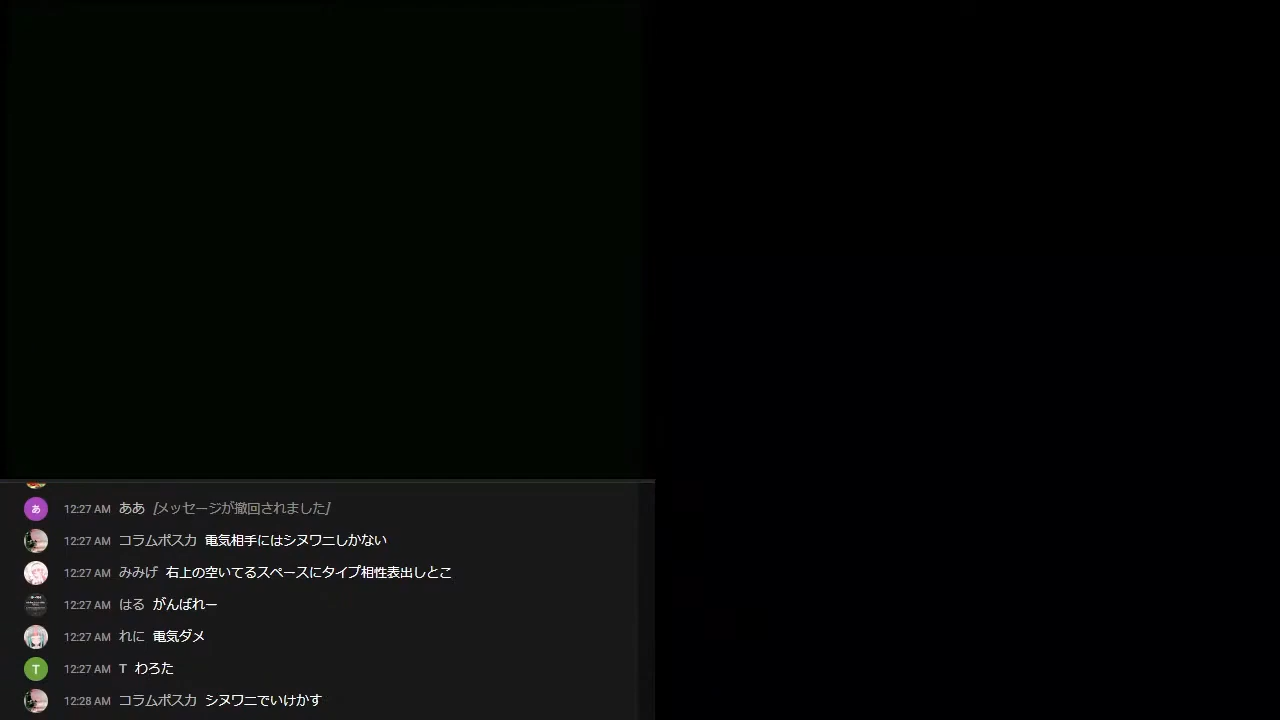 あ 12:27 AM ああ [メッセージが撤回されました]
12:27 AM コラムポスカ 電気相手にはシヌワニしかない
12:27 AM みみげ 右上の空いてるスペースにタイプ相性表出しとこ
12:27 AM はる がんばれー
12:27 AM れに 電気ダメ
T 12:27 AM T わろた
12:28 AM コラムポスカ シヌワニでいけかす